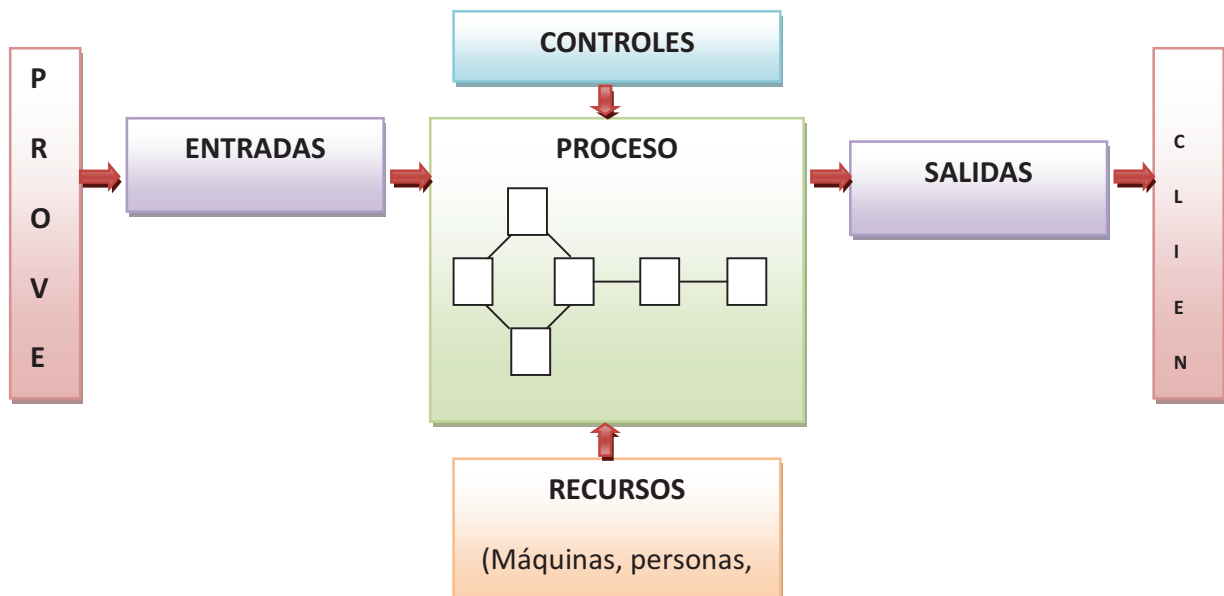 CONTROLES
P
R
O
V
E
ENTRADAS
PROCESO
SALIDAS
C
L
I
E
N
RECURSOS
(Máquinas, personas,